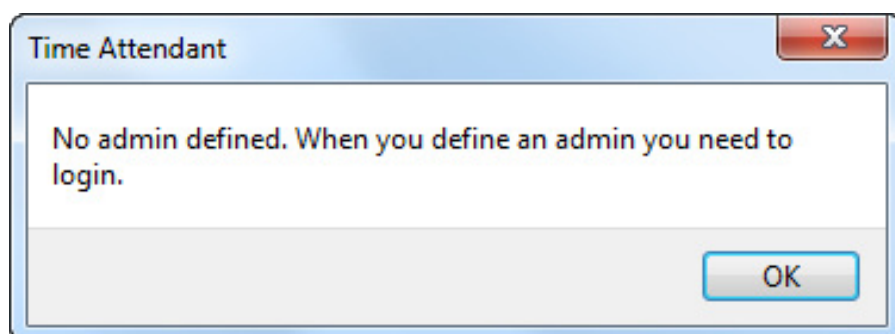 Time Attendant
No admin defined. When you define an admin you need to
login.
OK